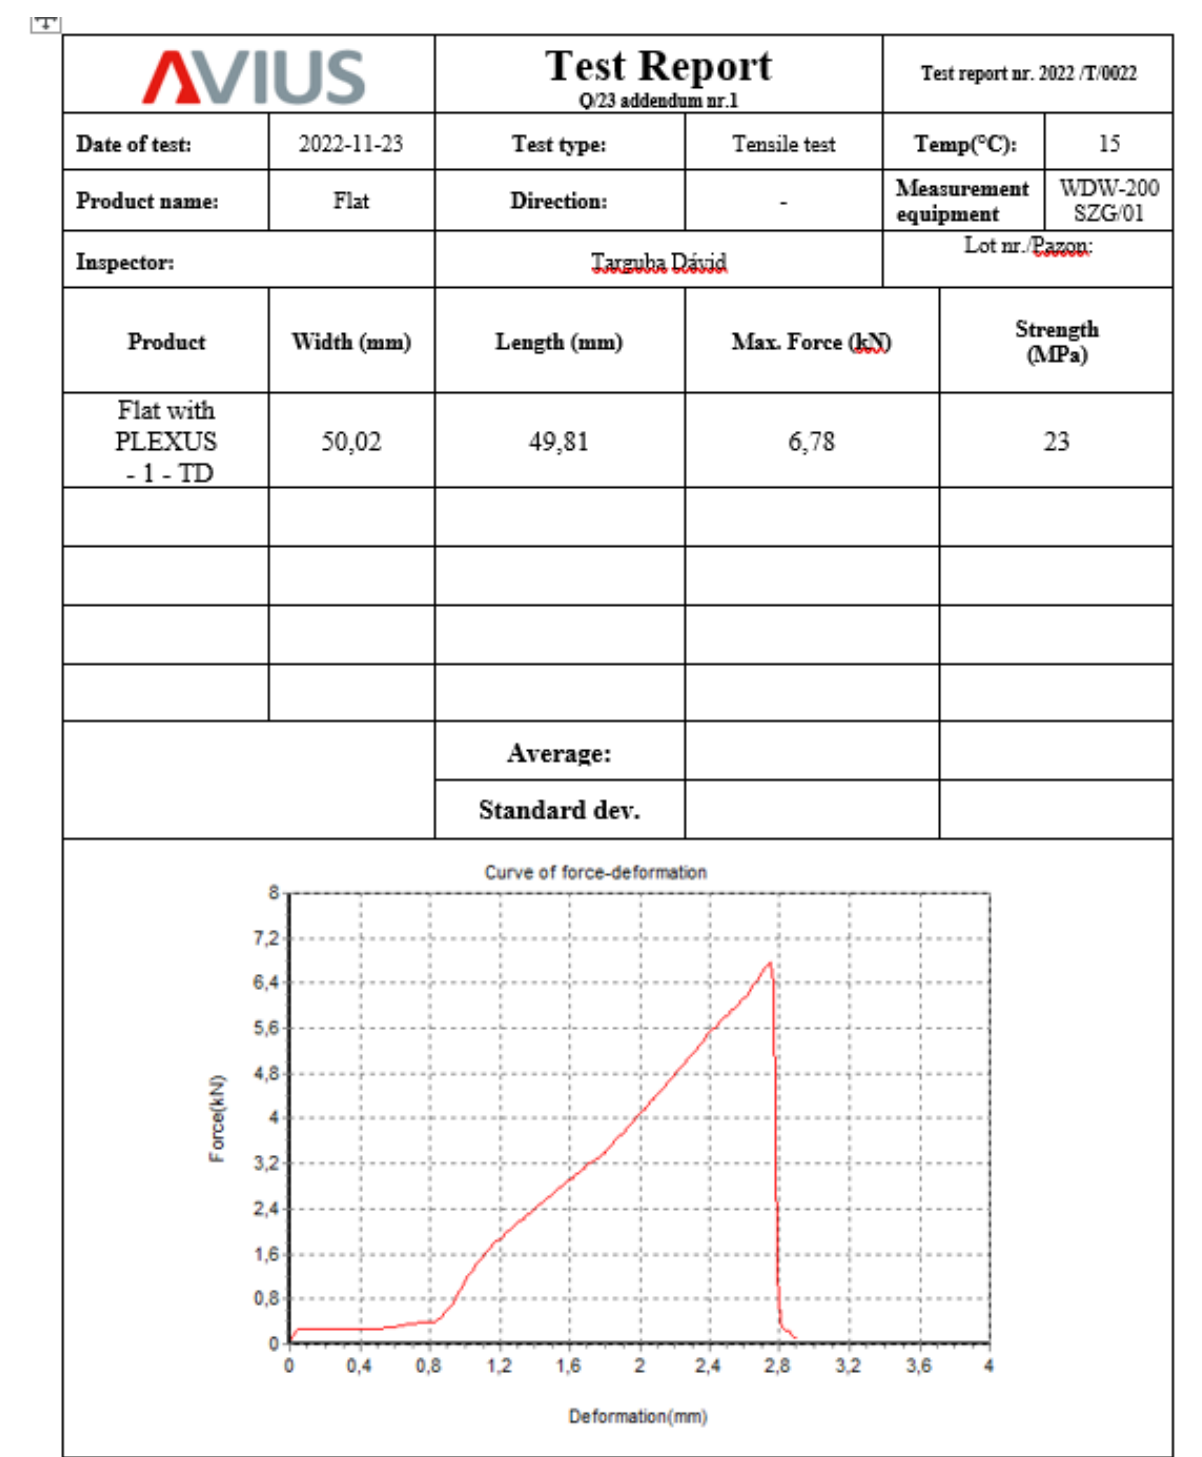 AVIUS
Test Report
Q/23 addendum nr.1
Test report nr. 2022 /T/0022
Date of test:
2022-11-23
Test type:
Tensile test
Temp(°C):
15
Product name:
Flat
Direction:
-
Measurement
equipment
WDW-200
SZG/01
Inspector:
Targuba Dávid
Lot nr./Pazon:
Product
Width (mm)
Length (mm)
Max. Force (kN)
Strength
(MPa)
Flat with
PLEXUS
- 1 - TD
50,02
49,81
6,78
23
Average:
Standard dev.
Curve of force-deformation
8
7,2
6,4
5,6
4,8
4
3,2
2,4
1,6
0,8
0
Force(kN)
0 0,4 0,8 1,2 1,6 2 2,4 2,8 3,2 3,6 4
Deformation(mm)